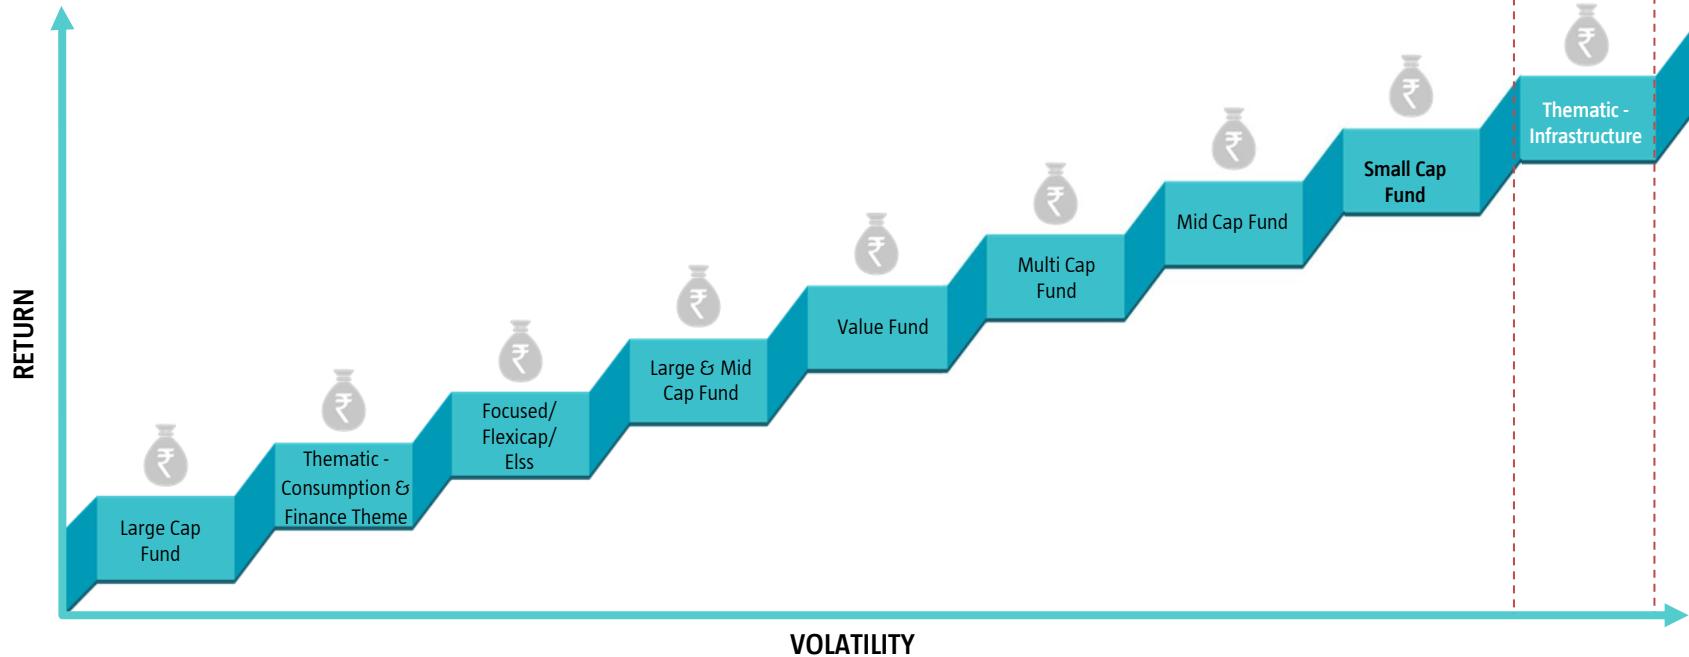 RETURN
Large Cap
Fund
Thematic -
Consumption &
Finance Theme
Focused/
Flexicap/
Elss
Large & Mid
Cap Fund
Value Fund
Multi Cap
Fund
Mid Cap Fund
Small Cap
Fund
Thematic -
Infrastructure
₹
₹
₹
₹
₹
₹
₹
₹
₹
VOLATILITY